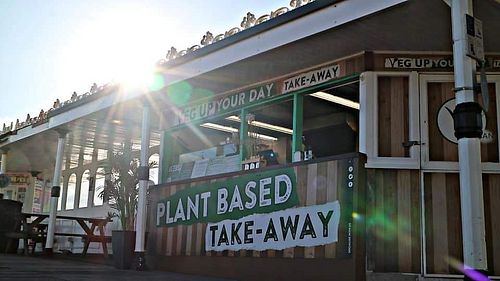 VEG UP YOUR DAY TAKE-AWAY
VEG UP YOUR
PLANT BASED
TAKE-AWAY